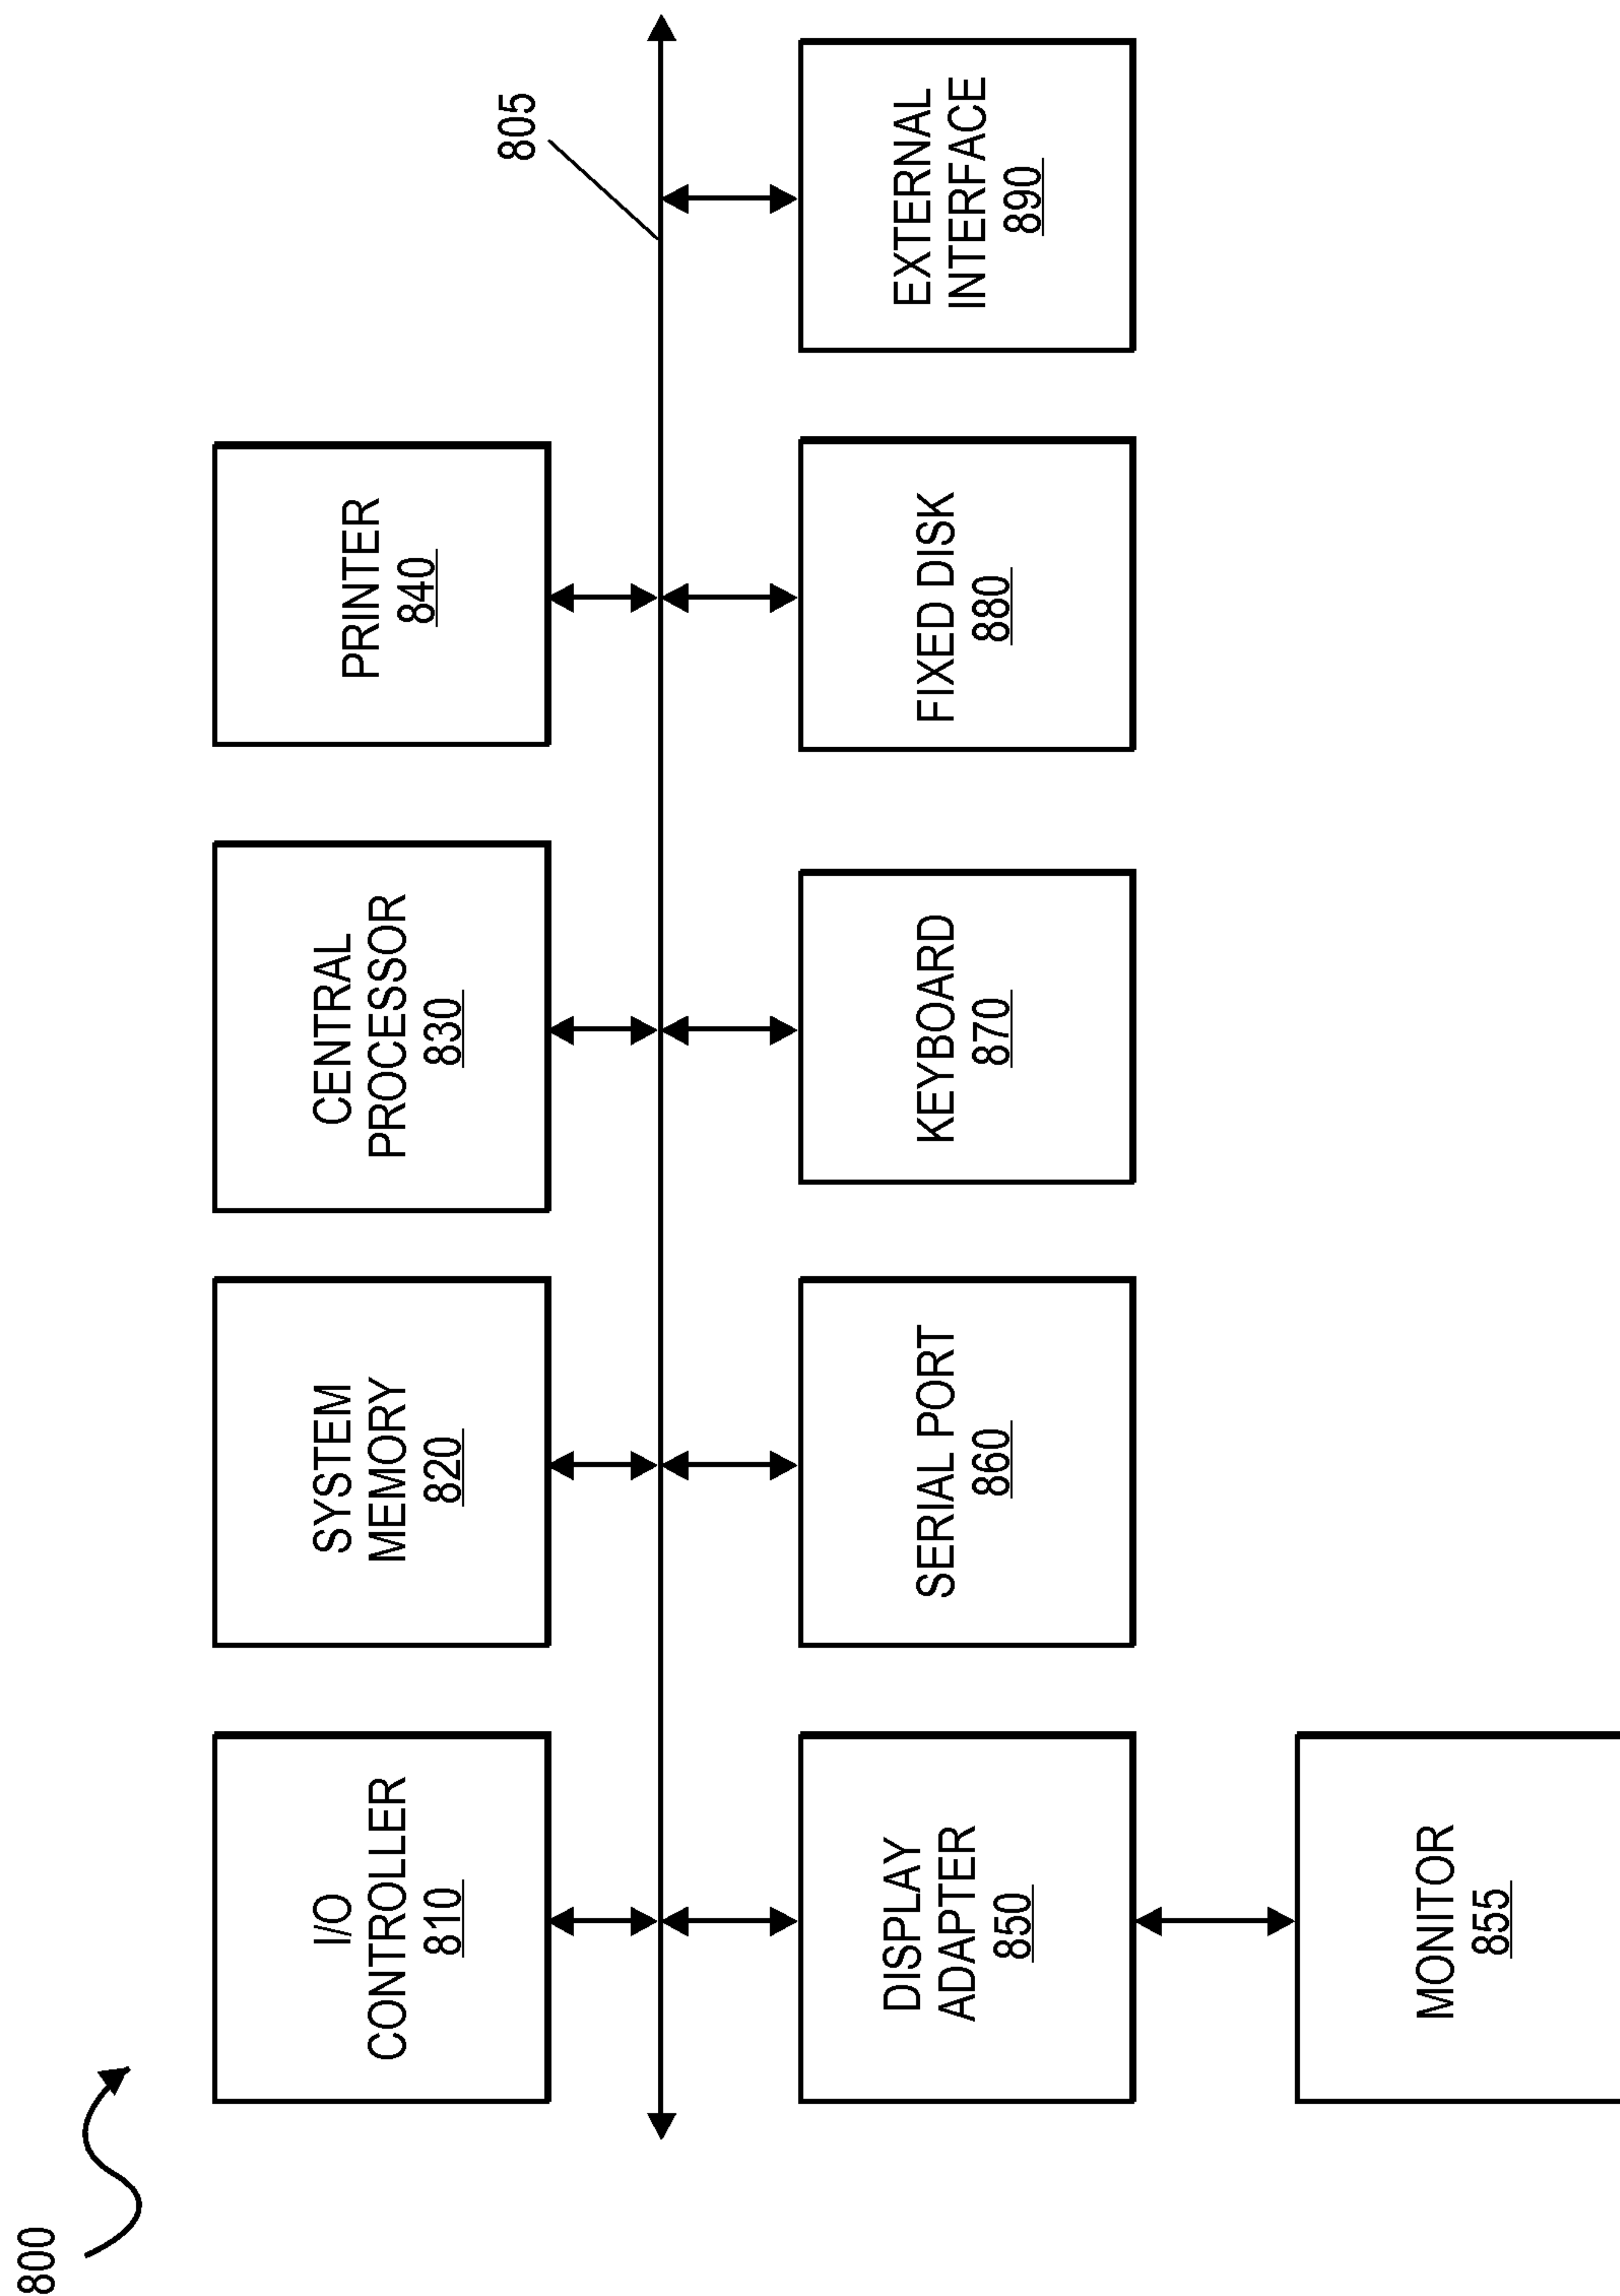 800
I/O
CONTROLLER
810
SYSTEM
MEMORY
820
CENTRAL
PROCESSOR
830
PRINTER
840
805
DISPLAY
ADAPTER
850
SERIAL PORT
860
KEYBOARD
870
FIXED DISK
880
EXTERNAL
INTERFACE
890
MONITOR
855